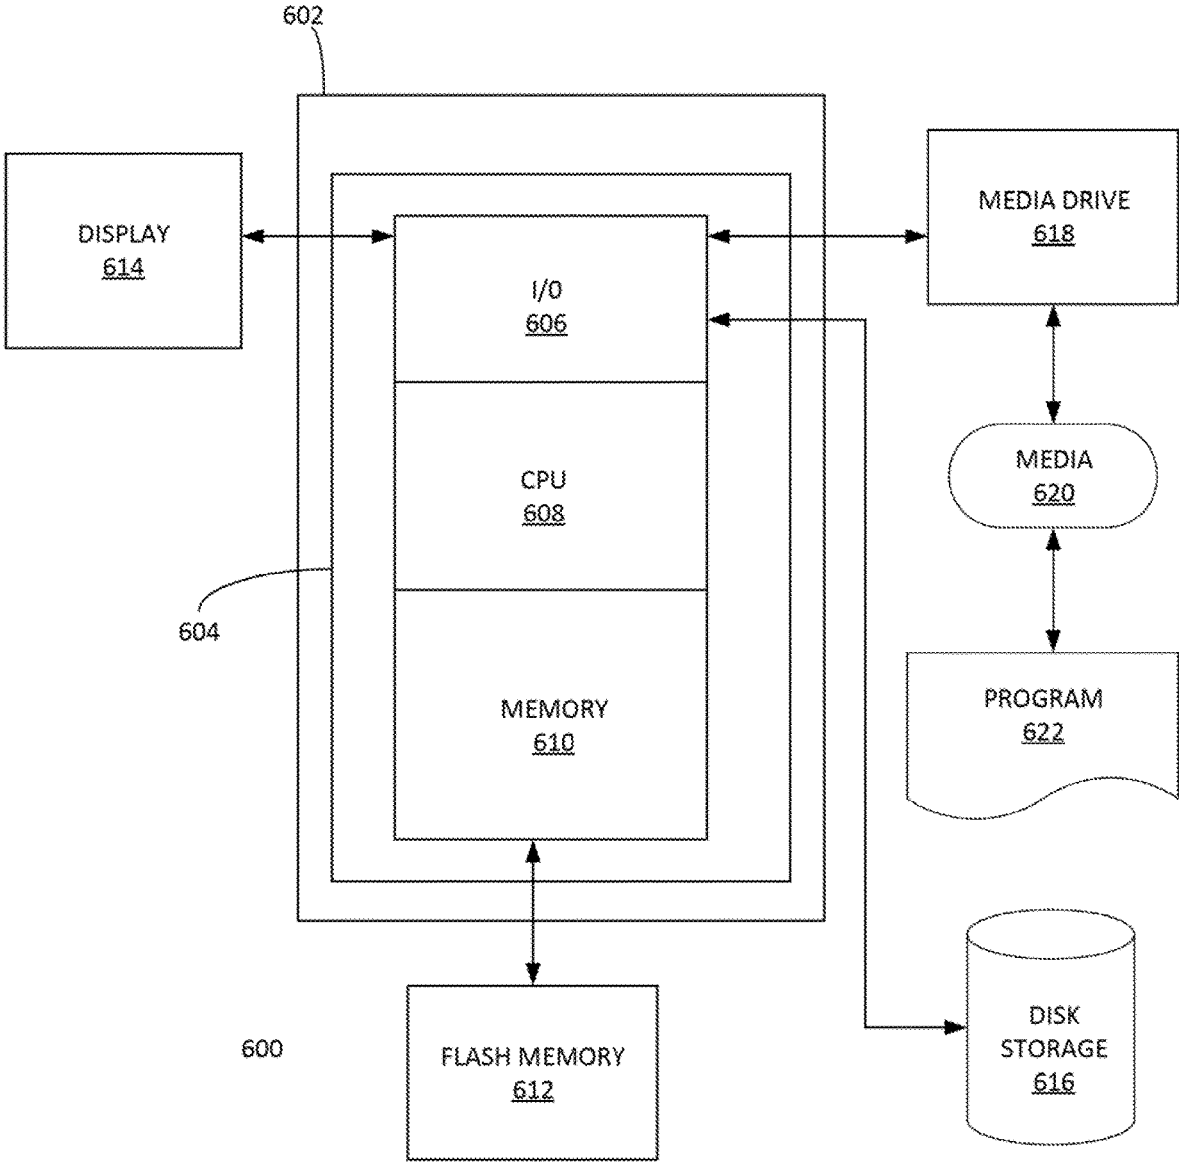 602
DISPLAY
614
I/0
606
CPU
608
MEMORY
610
604
MEDIA DRIVE
618
MEDIA
620
PROGRAM
622
DISK
STORAGE
616
FLASH MEMORY
612
600